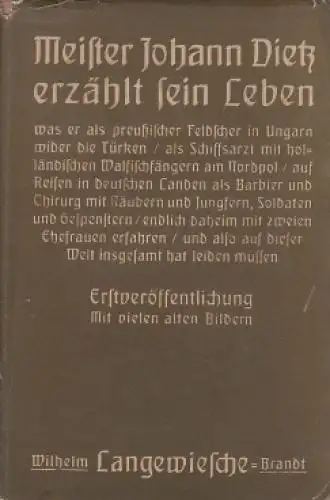 Meiſter Johann Dietz
erzählt ſein Leben
was er als preußiſcher Feldſcher in Ungarn
wider die Türken / als Schiffsarzt mit hol-
ländiſchen Walfiſchfängern am Nordpol / auf
Reiſen in deutſchen Landen als Barbier und
Chirurg mit Räubern und Jungfern, Soldaten
und Geſpenſtern / endlich daheim mit zweien
Ehefrauen erfahren / und alſo auf dieſer
Welt insgeſamt hat leiden muſſen
Erſtveröffentlichung
Mit vielen alten Bildern
Wilhelm Langewieſche=Brandt